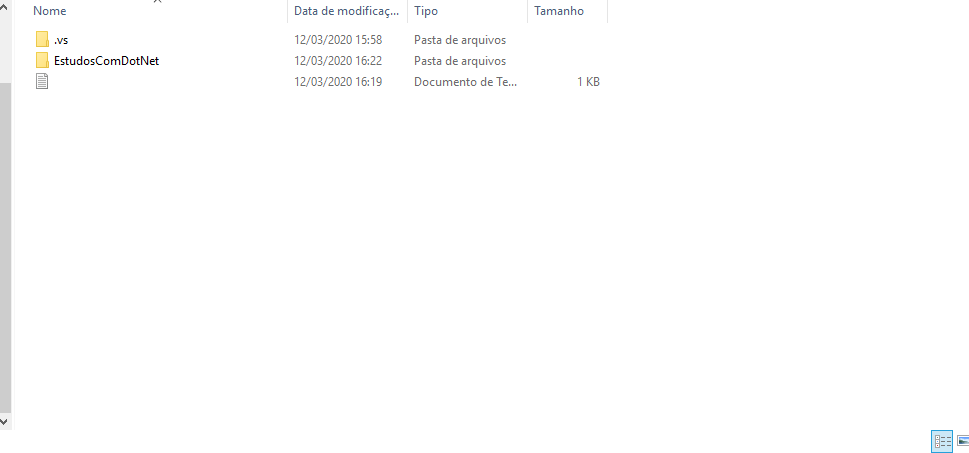 Nome Data de modificaç... Tipo Tamanho
.vs 12/03/2020 15:58 Pasta de arquivos
EstudosComDotNet 12/03/2020 16:22 Pasta de arquivos
12/03/2020 16:19 Documento de Te... 1 KB